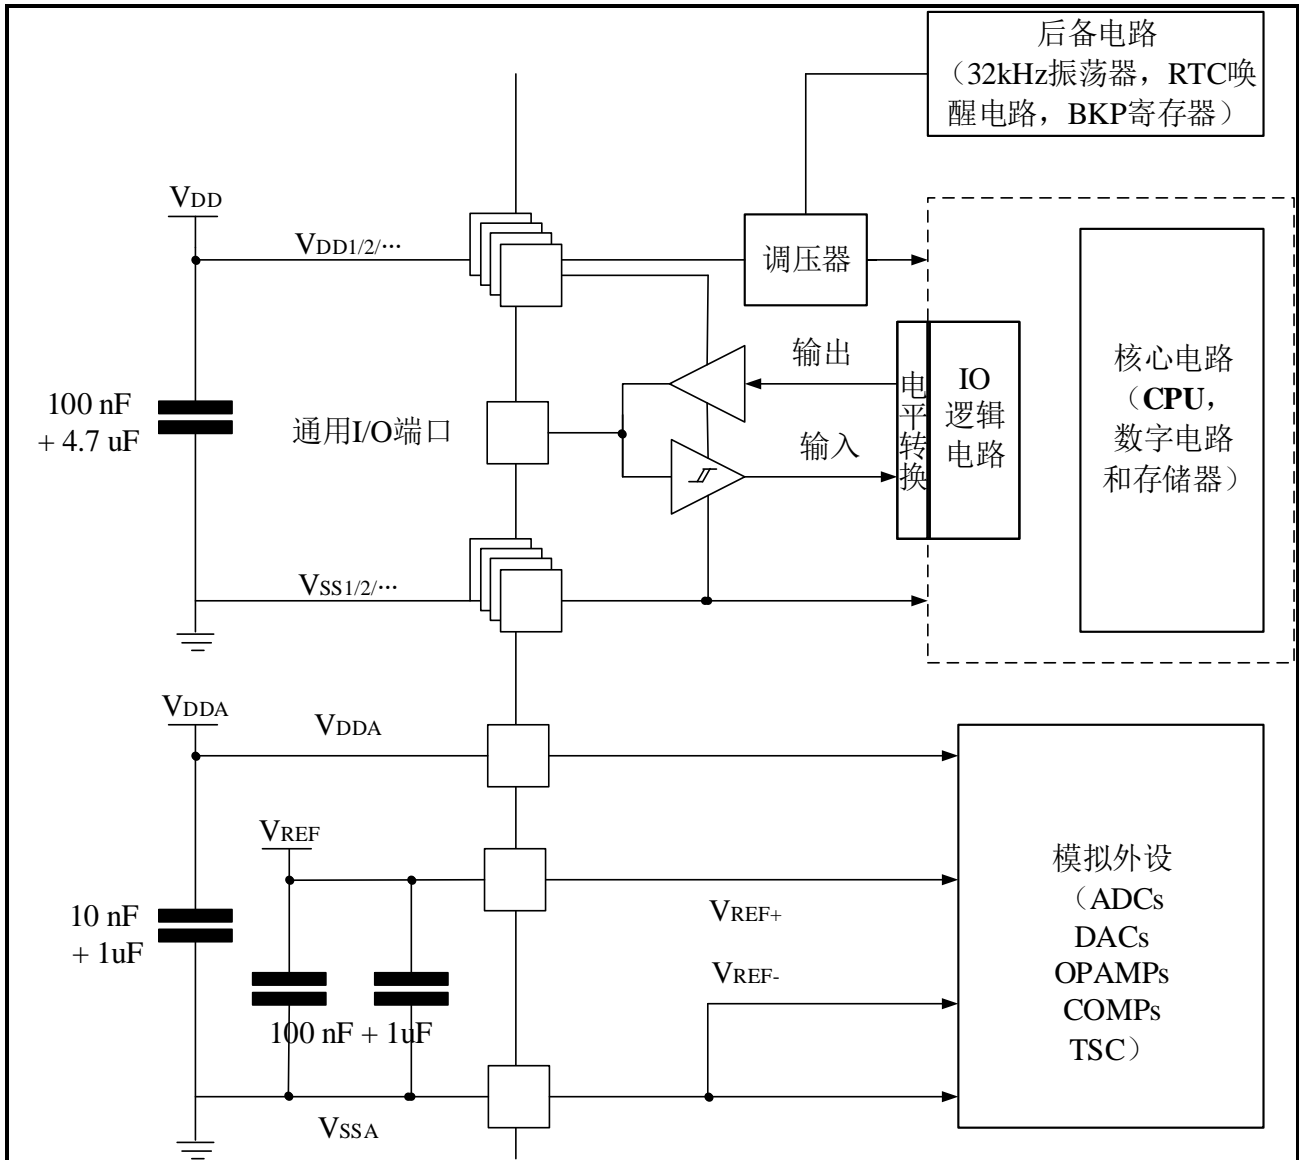 后备电路
（32kHz振荡器，RTC唤
醒电路，BKP寄存器）
VDD
VDD1/2/···
调压器
输出
100 nF
+ 4.7 uF
通用I/O端口
输入
电平转换
IO
逻辑
电路
核心电路
（CPU，
数字电路
和存储器）
VSS1/2/···
VDDA
VDDA
VREF
10 nF
+ 1uF
VREF+
VREF-
100 nF + 1uF
VSSA
模拟外设
（ADCs
DACs
OPAMPs
COMPs
TSC）